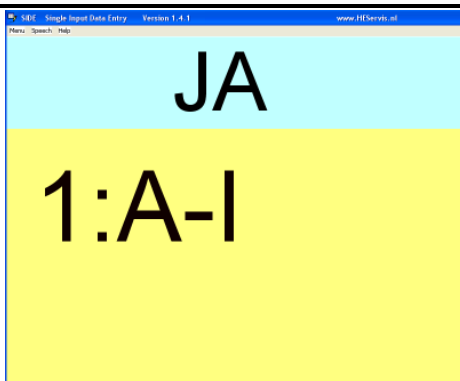 SIDE Single Input Data Entry Version 1.4.1 www.HEServis.nl
Menu Speech Help
JA
1:A-I